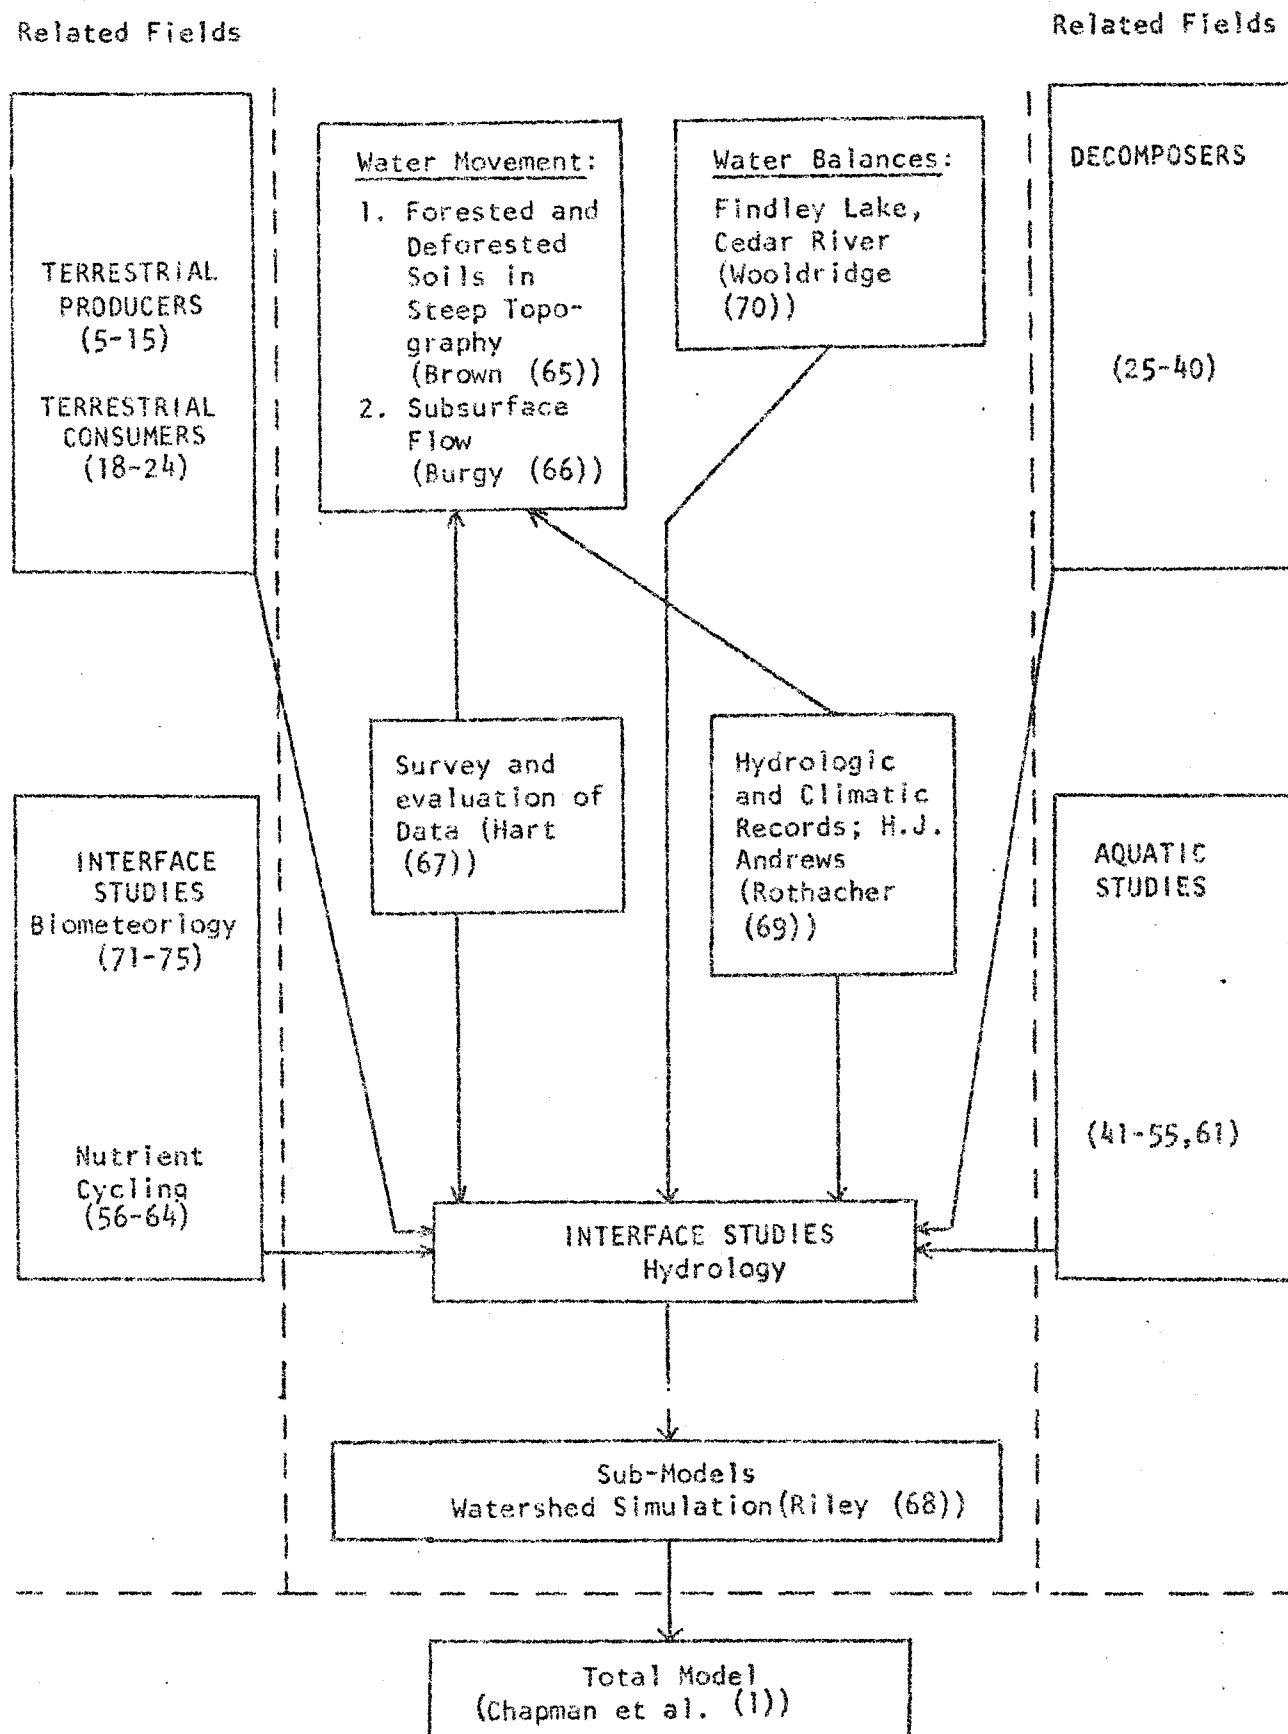 Related Fields
Related Fields
TERRESTRIAL
PRODUCERS
(5-15)
TERRESTRIAL
CONSUMERS
(18-24)
Water Movement:
1. Forested and
Deforested
Soils in
Steep Topo-
graphy
(Brown (65))
2. Subsurface
Flow
(Burgy (66))
Water Balances:
Findley Lake,
Cedar River
(Wooldridge
(70))
DECOMPOSERS
(25-40)
Survey and
evaluation of
Data (Hart
(67))
Hydrologic
and Climatic
Records; H.J.
Andrews
(Rothacher
(69))
INTERFACE
STUDIES
Biometeorlogy
(71-75)
Nutrient
Cycling
(56-64)
AQUATIC
STUDIES
(41-55,61)
INTERFACE STUDIES
Hydrology
Sub-Models
Watershed Simulation(Riley (68))
Total Model
(Chapman et al. (1))